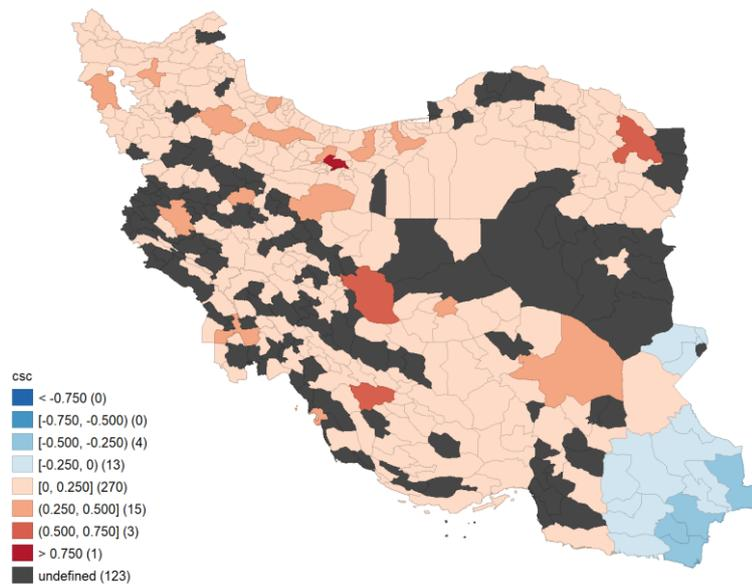 csc
< -0.750 (0)
[-0.750, -0.500) (0)
[-0.500, -0.250) (4)
[-0.250, 0) (13)
[0, 0.250] (270)
(0.250, 0.500] (15)
(0.500, 0.750] (3)
> 0.750 (1)
undefined (123)